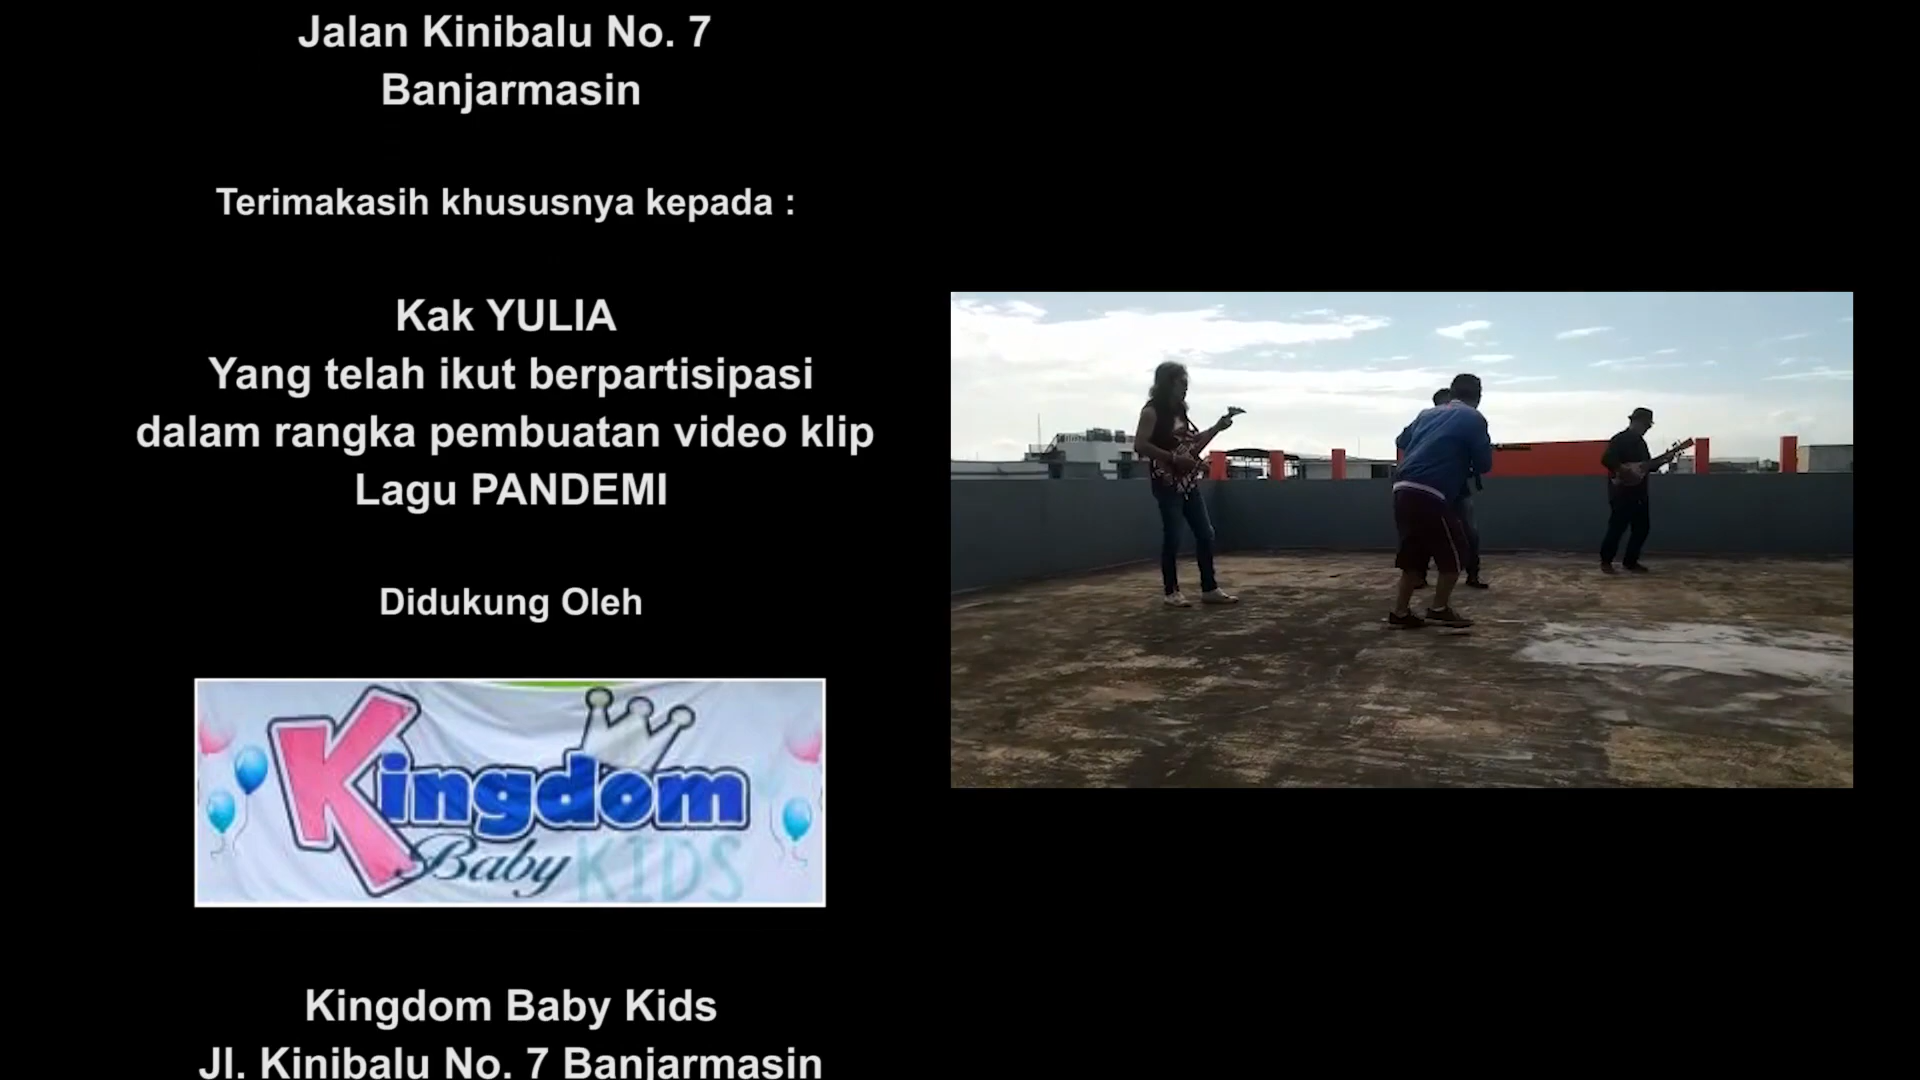 Jalan Kinibalu No. 7
Banjarmasin
Terimakasih khususnya kepada :
Kak YULIA
Yang telah ikut berpartisipasi
dalam rangka pembuatan video klip
Lagu PANDEMI
Didukung Oleh
Kingdom
Baby KIDS
Kingdom Baby Kids
Jl. Kinibalu No. 7 Banjarmasin